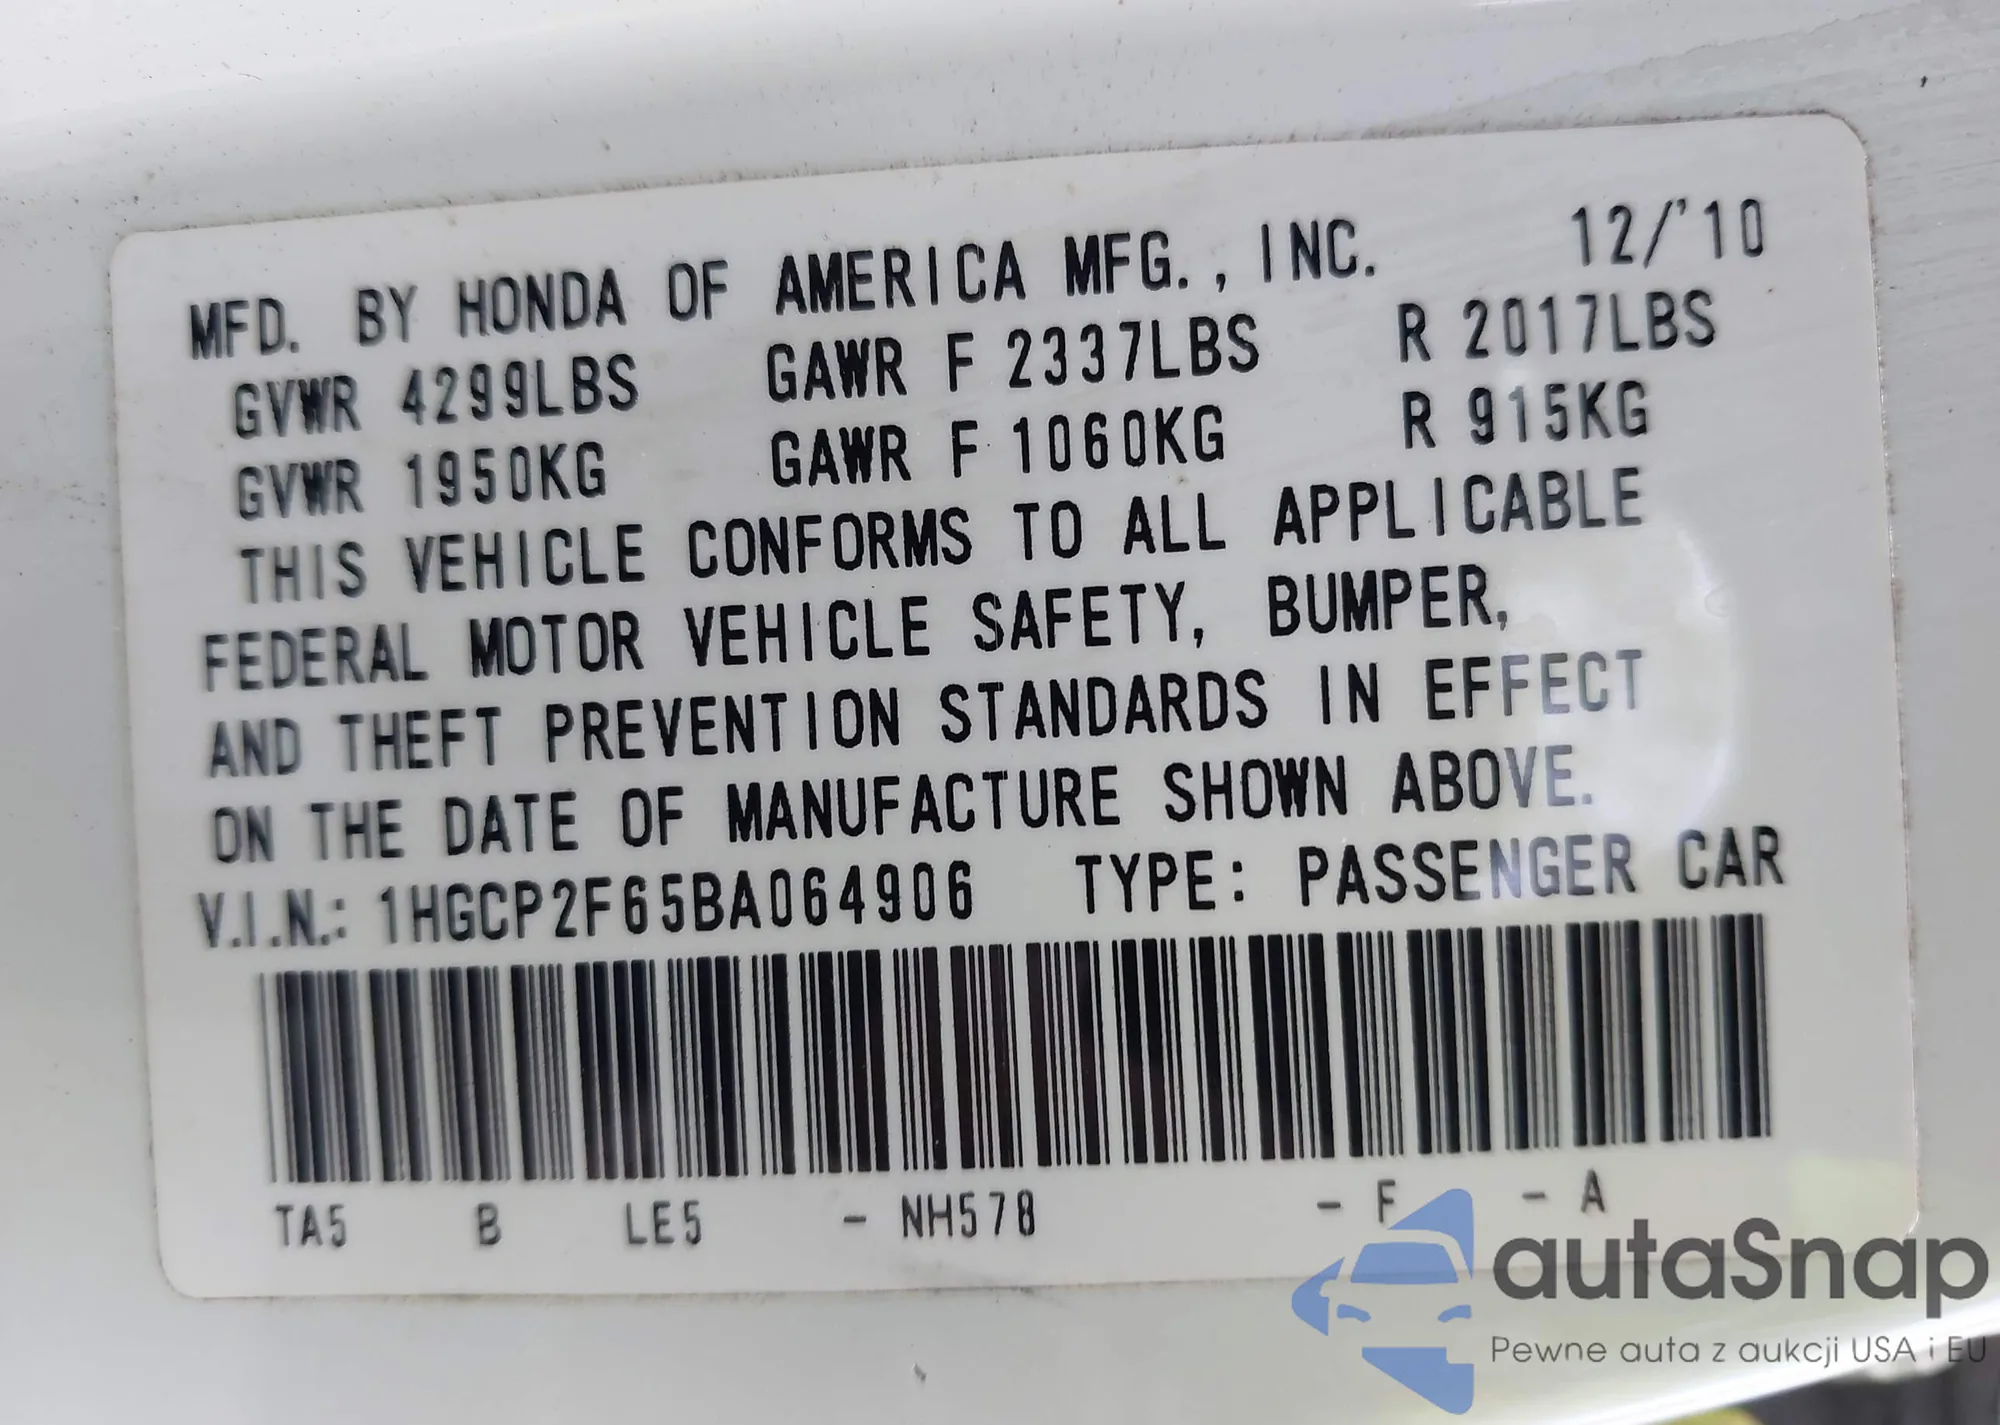 MFD. BY HONDA OF AMERICA MFG., INC. 12/'10
GVWR 4299LBS GAWR F 2337LBS R 2017LBS
GVWR 1950KG GAWR F 1060KG R 915KG
THIS VEHICLE CONFORMS TO ALL APPLICABLE
FEDERAL MOTOR VEHICLE SAFETY, BUMPER,
AND THEFT PREVENTION STANDARDS IN EFFECT
ON THE DATE OF MANUFACTURE SHOWN ABOVE.
V.I.N.: 1HGCP2F65BA064906 TYPE: PASSENGER CAR
TA5 B LE5 - NH578 - F - A
autaSnap
Pewne auta z aukcji USA i EU